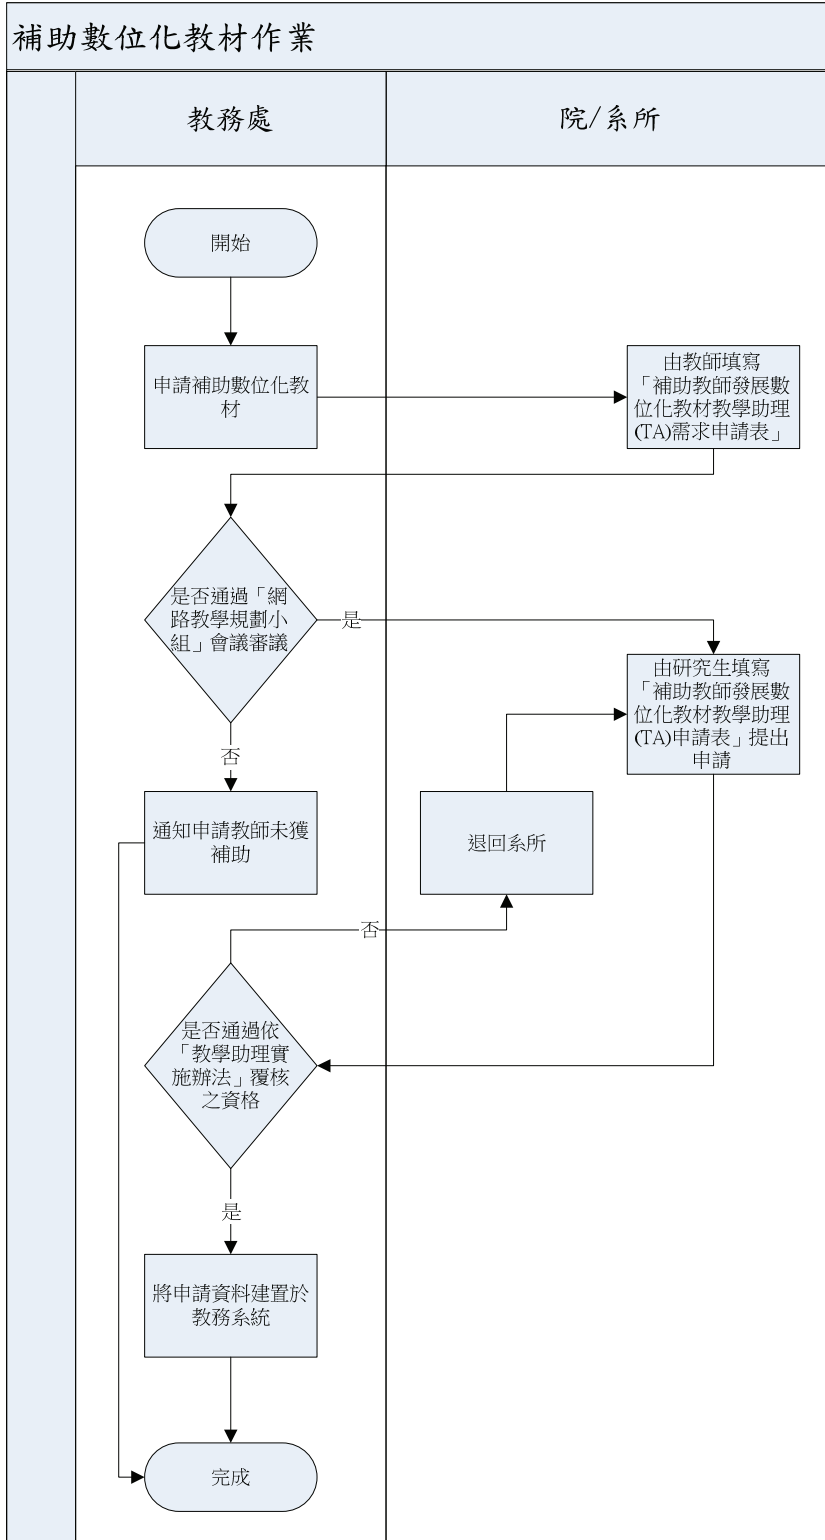 補助數位化教材作業
教務處
院/系所
開始
申請補助數位化教
材
由教師填寫
「補助教師發展數
位化教材教學助理
(TA)需求申請表」
是否通過「網
路教學規劃小
組」會議審議
是
由研究生填寫
「補助教師發展數
位化教材教學助理
(TA)申請表」提出
申請
否
通知申請教師未獲
補助
退回系所
否
是否通過依
「教學助理實
施辦法」覆核
之資格
是
將申請資料建置於
教務系統
完成